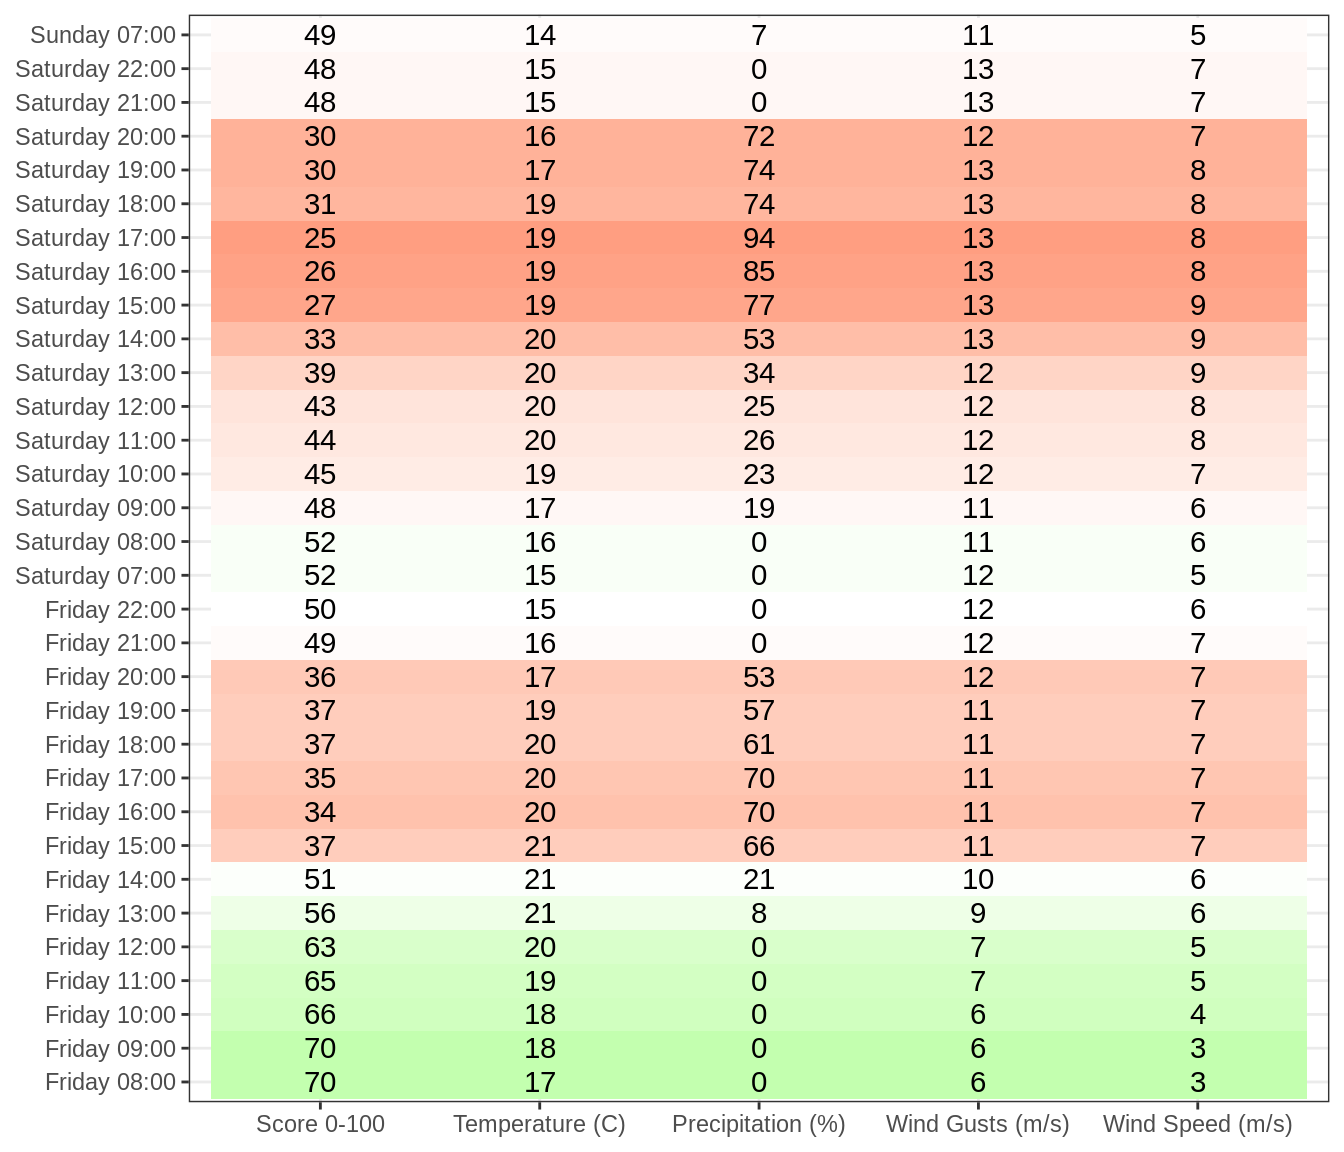 Sunday 07:00 49 14 7 11 5
Saturday 22:00 48 15 0 13 7
Saturday 21:00 48 15 0 13 7
Saturday 20:00 30 16 72 12 7
Saturday 19:00 30 17 74 13 8
Saturday 18:00 31 19 74 13 8
Saturday 17:00 25 19 94 13 8
Saturday 16:00 26 19 85 13 8
Saturday 15:00 27 19 77 13 9
Saturday 14:00 33 20 53 13 9
Saturday 13:00 39 20 34 12 9
Saturday 12:00 43 20 25 12 8
Saturday 11:00 44 20 26 12 8
Saturday 10:00 45 19 23 12 7
Saturday 09:00 48 17 19 11 6
Saturday 08:00 52 16 0 11 6
Saturday 07:00 52 15 0 12 5
Friday 22:00 50 15 0 12 6
Friday 21:00 49 16 0 12 7
Friday 20:00 36 17 53 12 7
Friday 19:00 37 19 57 11 7
Friday 18:00 37 20 61 11 7
Friday 17:00 35 20 70 11 7
Friday 16:00 34 20 70 11 7
Friday 15:00 37 21 66 11 7
Friday 14:00 51 21 21 10 6
Friday 13:00 56 21 8 9 6
Friday 12:00 63 20 0 7 5
Friday 11:00 65 19 0 7 5
Friday 10:00 66 18 0 6 4
Friday 09:00 70 18 0 6 3
Friday 08:00 70 17 0 6 3
Score 0-100 Temperature (C) Precipitation (%) Wind Gusts (m/s) Wind Speed (m/s)